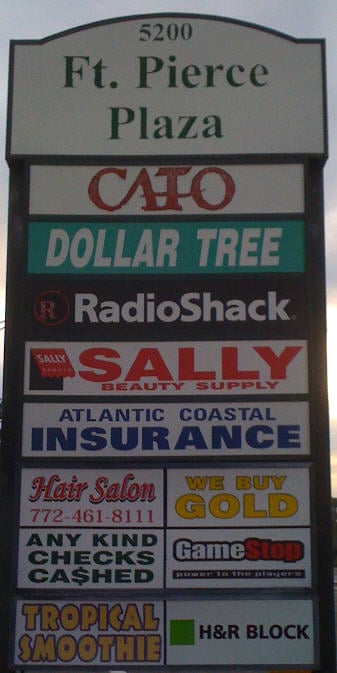 5200
Ft. Pierce
Plaza
CATO
DOLLAR TREE
R RadioShack
SALLY
BEAUTY
SALLY
BEAUTY SUPPLY
ATLANTIC COASTAL
INSURANCE
Hair Salon
772-461-8111
WE BUY
GOLD
ANY KIND
CHECKS
CA$HED
GameStop
power to the players
TROPICAL
SMOOTHIE
H&R BLOCK